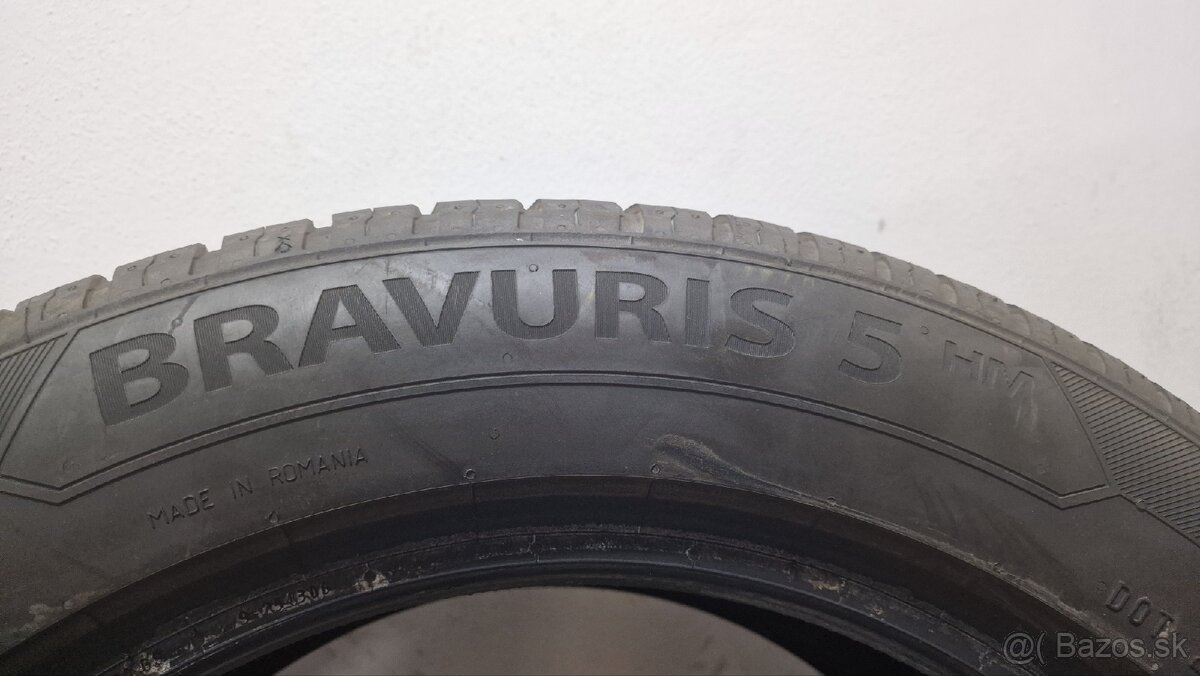 BRAVURIS 5 HM
MADE IN ROMANIA
DOT
@( Bazos.sk